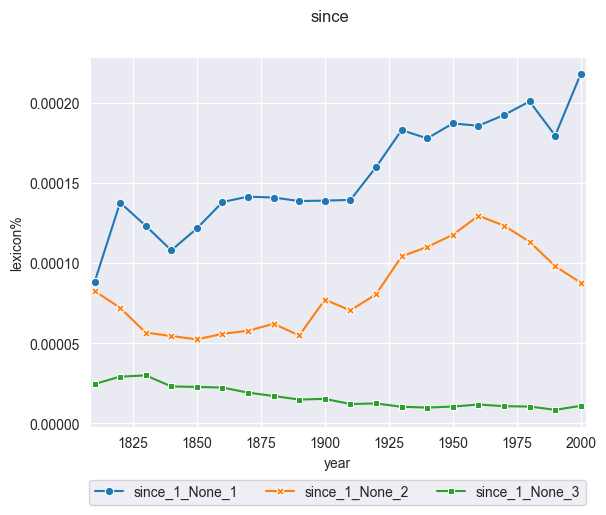 since
0.00020
0.00015
0.00010
0.00005
0.00000
lexicon%
1825 1850 1875 1900 1925 1950 1975 2000
year
since_1_None_1 since_1_None_2 since_1_None_3